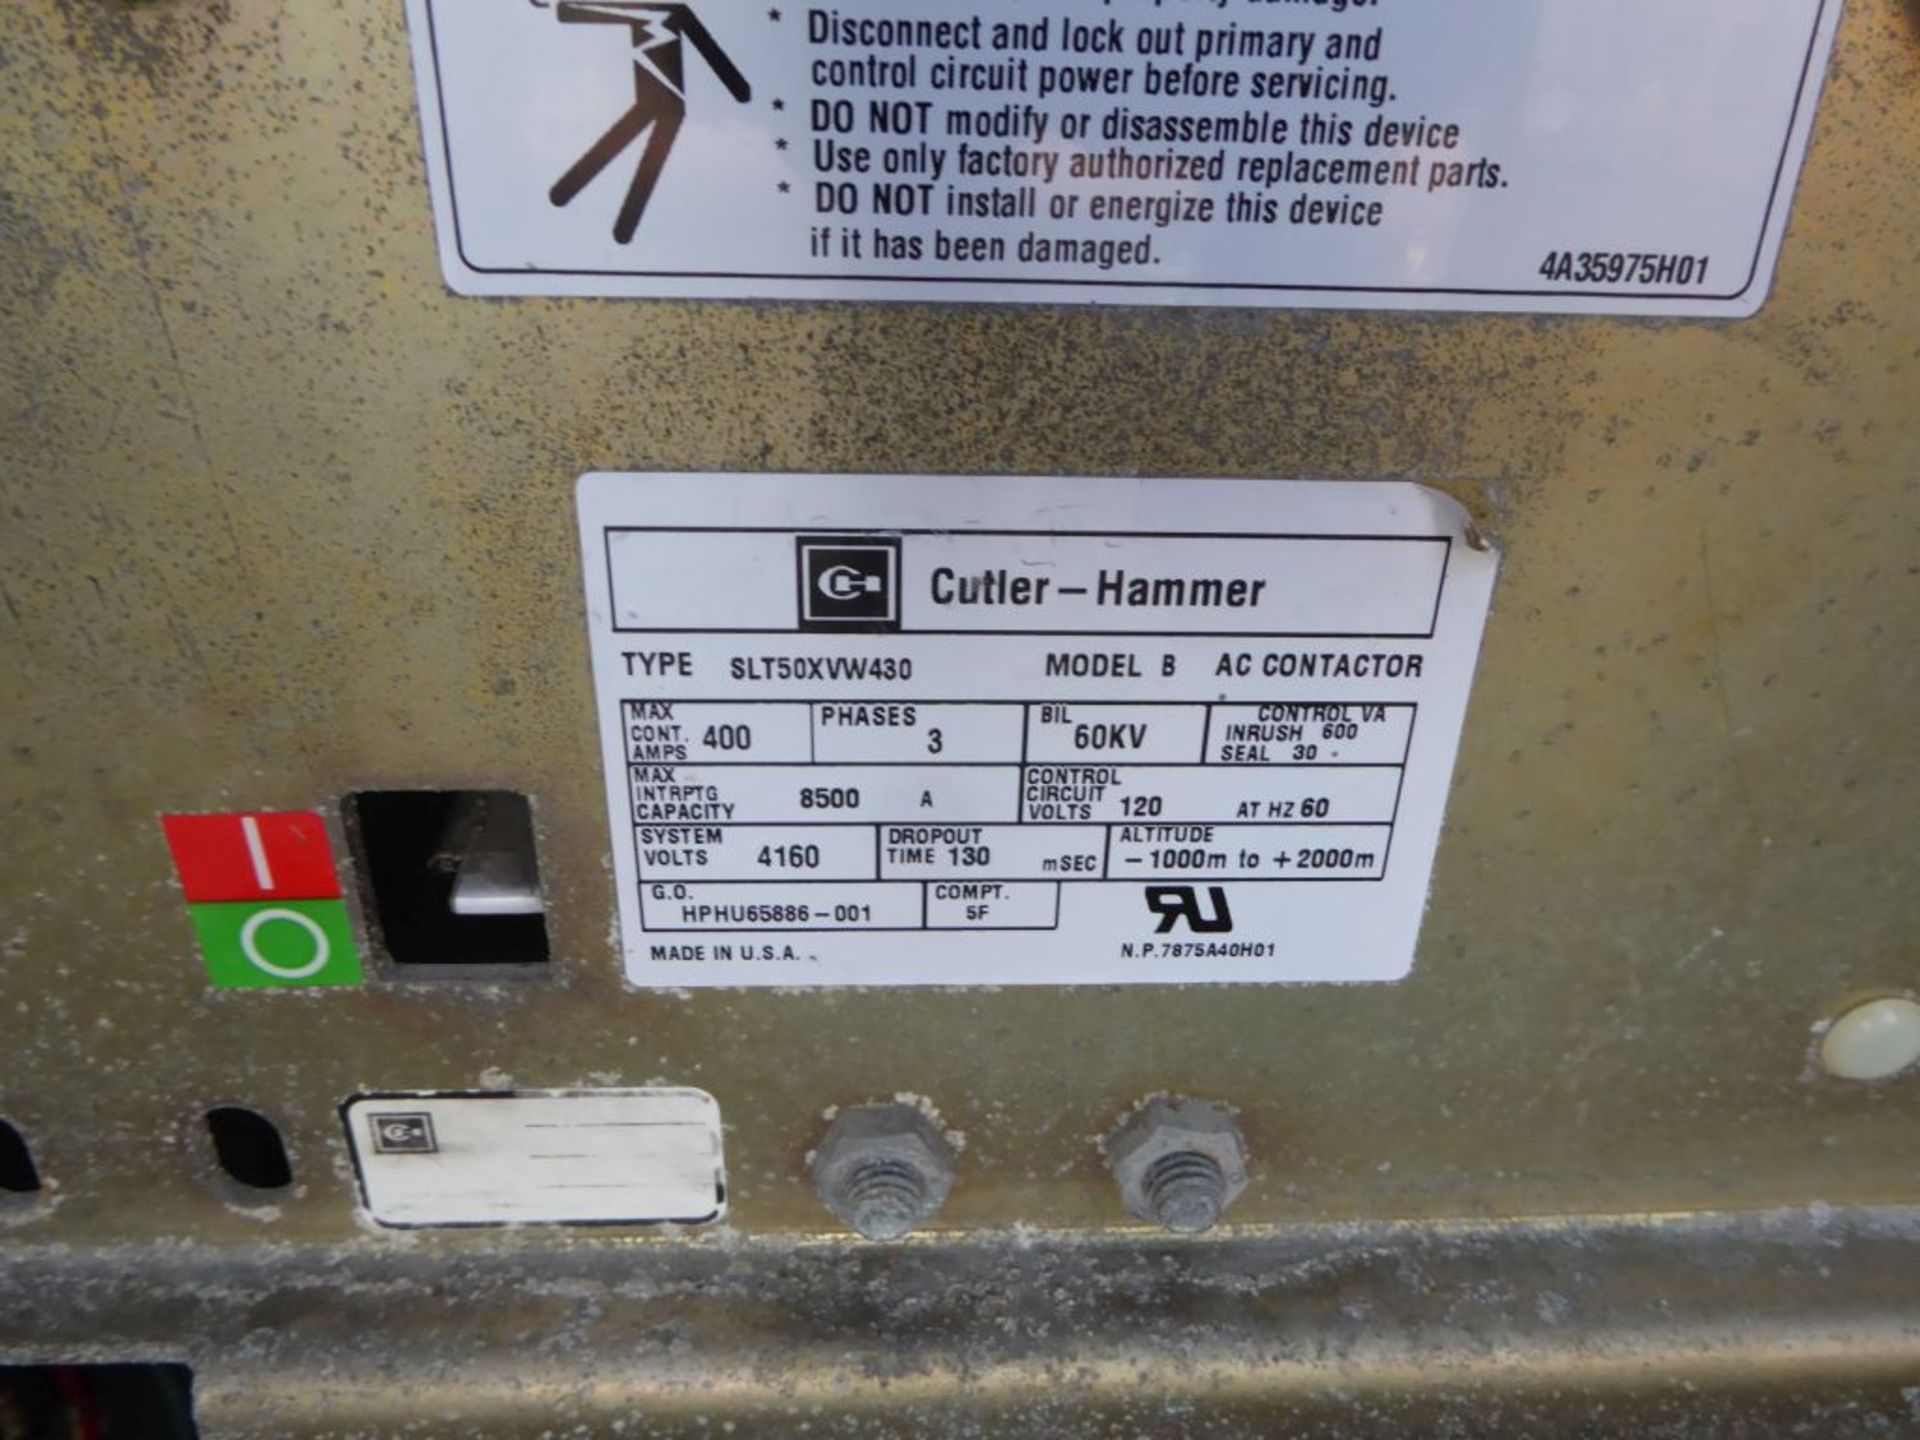 * Disconnect and lock out primary and
control circuit power before servicing.
* DO NOT modify or disassemble this device
* Use only factory authorized replacement parts.
* DO NOT install or energize this device
if it has been damaged.
4A35975H01
Cutler-Hammer
TYPE SLT50XVW430 MODEL B AC CONTACTOR
MAX CONT. AMPS 400
PHASES 3
BIL 60KV
CONTROL VA
INRUSH 600
SEAL 30
MAX INTRPTG CAPACITY 8500 A
CONTROL CIRCUIT VOLTS 120 AT HZ 60
SYSTEM VOLTS 4160
DROPOUT TIME 130 mSEC
ALTITUDE
-1000m to +2000m
G.O.
HPHU65886-001
COMPT.
5F
MADE IN U.S.A.
N.P.7875A40H01
I
O